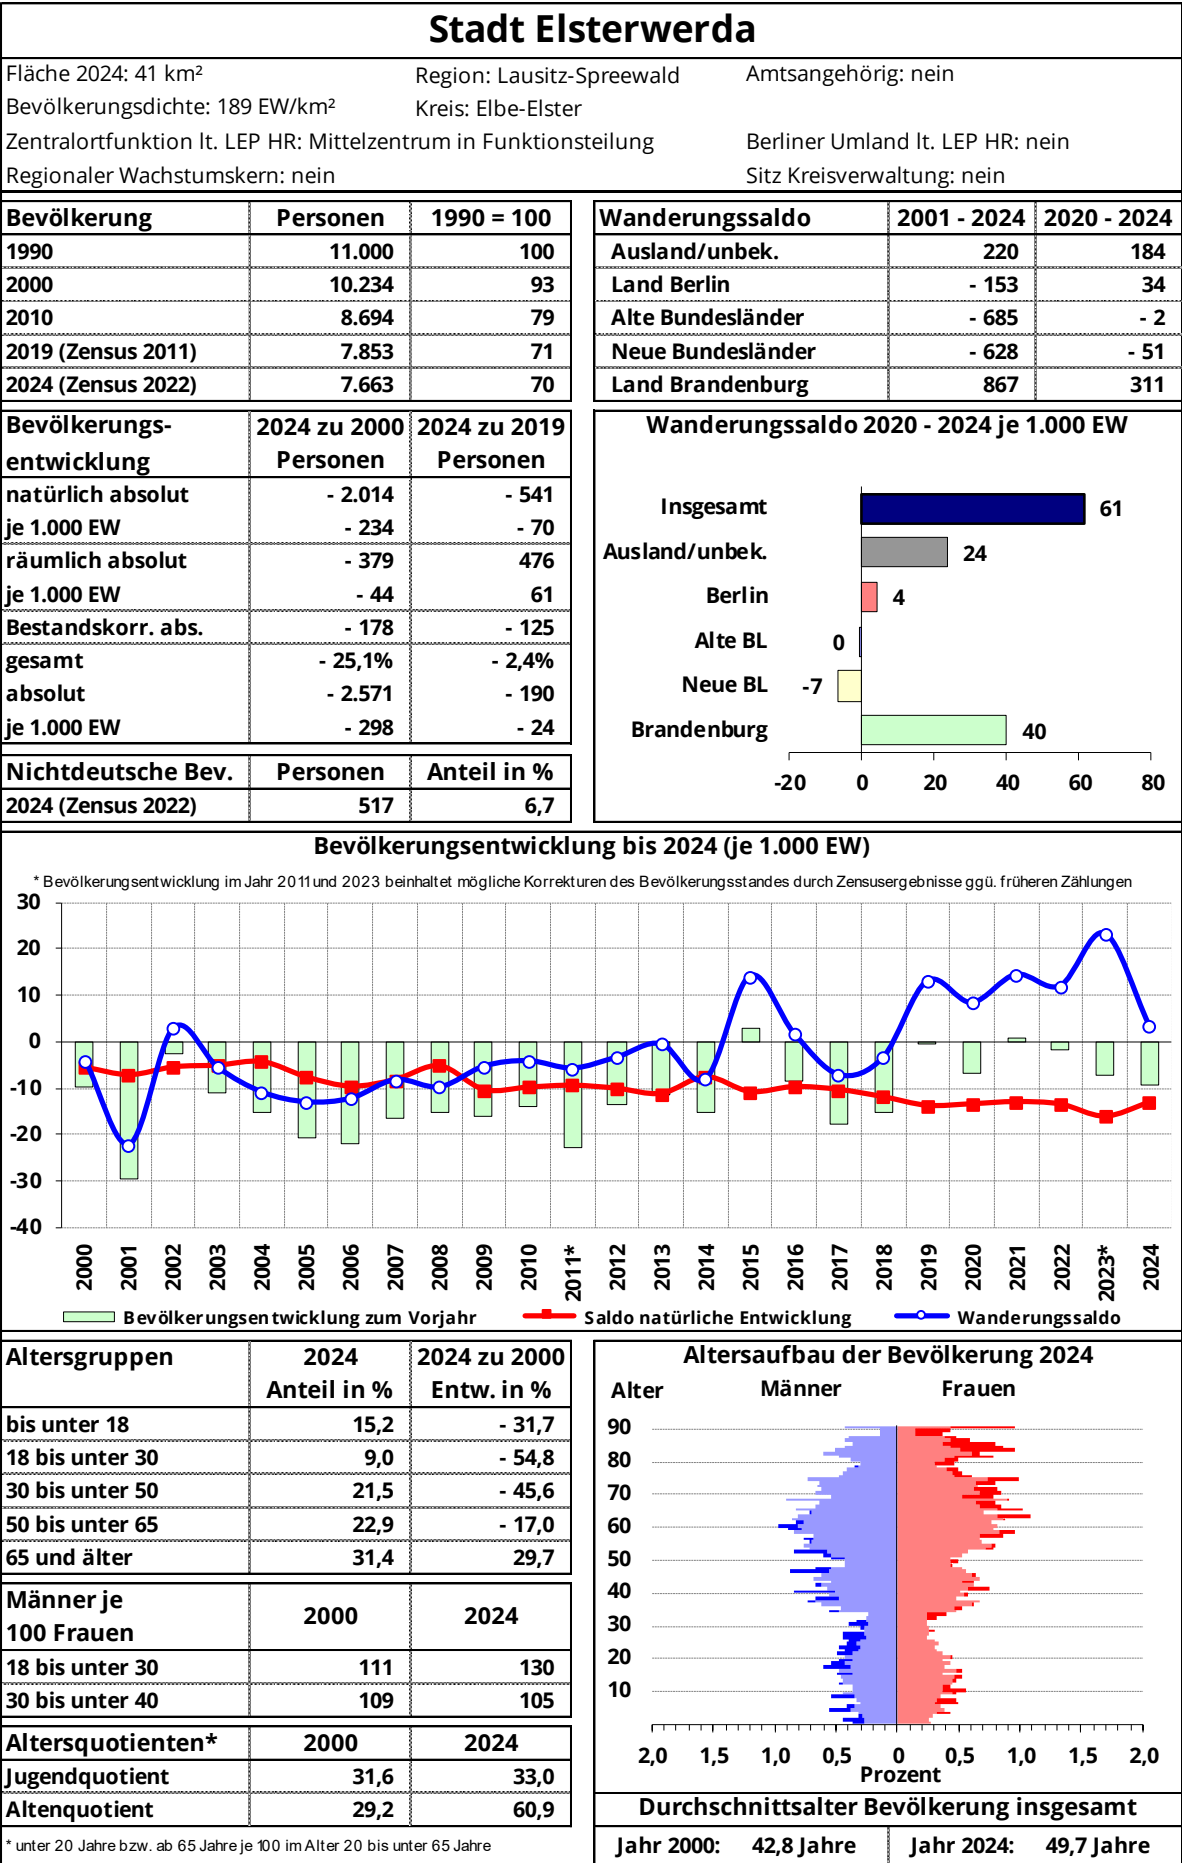 Stadt Elsterwerda
Fläche 2024: 41 km² Region: Lausitz-Spreewald Amtsangehörig: nein
Bevölkerungsdichte: 189 EW/km² Kreis: Elbe-Elster
Zentralortfunktion lt. LEP HR: Mittelzentrum in Funktionsteilung Berliner Umland lt. LEP HR: nein
Regionaler Wachstumskern: nein Sitz Kreisverwaltung: nein
Bevölkerung Personen 1990 = 100
1990 11.000 100
2000 10.234 93
2010 8.694 79
2019 (Zensus 2011) 7.853 71
2024 (Zensus 2022) 7.663 70
Wanderungssaldo 2001 - 2024 2020 - 2024
Ausland/unbek. 220 184
Land Berlin - 153 34
Alte Bundesländer - 685 - 2
Neue Bundesländer - 628 - 51
Land Brandenburg 867 311
Bevölkerungs- 2024 zu 2000 2024 zu 2019
entwicklung Personen Personen
natürlich absolut - 2.014 - 541
je 1.000 EW - 234 - 70
räumlich absolut - 379 476
je 1.000 EW - 44 61
Bestandskorr. abs. - 178 - 125
gesamt - 25,1% - 2,4%
absolut - 2.571 - 190
je 1.000 EW - 298 - 24
Nichtdeutsche Bev. Personen Anteil in %
2024 (Zensus 2022) 517 6,7
Wanderungssaldo 2020 - 2024 je 1.000 EW
Insgesamt 61
Ausland/unbek. 24
Berlin 4
Alte BL 0
Neue BL -7
Brandenburg 40
-20 0 20 40 60 80
Bevölkerungsentwicklung bis 2024 (je 1.000 EW)
* Bevölkerungsentwicklung im Jahr 2011 und 2023 beinhaltet mögliche Korrekturen des Bevölkerungsstandes durch Zensusergebnisse ggü. früheren Zählungen
30
20
10
0
-10
-20
-30
-40
2000 2001 2002 2003 2004 2005 2006 2007 2008 2009 2010 2011* 2012 2013 2014 2015 2016 2017 2018 2019 2020 2021 2022 2023* 2024
Bevölkerungsentwicklung zum Vorjahr Saldo natürliche Entwicklung Wanderungssaldo
Altersgruppen 2024 2024 zu 2000
Anteil in % Entw. in %
bis unter 18 15,2 - 31,7
18 bis unter 30 9,0 - 54,8
30 bis unter 50 21,5 - 45,6
50 bis unter 65 22,9 - 17,0
65 und älter 31,4 29,7
Männer je
100 Frauen 2000 2024
18 bis unter 30 111 130
30 bis unter 40 109 105
Altersquotienten* 2000 2024
Jugendquotient 31,6 33,0
Altenquotient 29,2 60,9
* unter 20 Jahre bzw. ab 65 Jahre je 100 im Alter 20 bis unter 65 Jahre
Altersaufbau der Bevölkerung 2024
Alter Männer Frauen
90
80
70
60
50
40
30
20
10
2,0 1,5 1,0 0,5 0 0,5 1,0 1,5 2,0
Prozent
Durchschnittsalter Bevölkerung insgesamt
Jahr 2000: 42,8 Jahre Jahr 2024: 49,7 Jahre